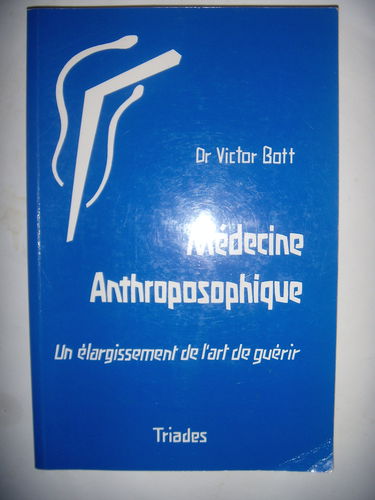 Dr Victor Bott
Médecine
Anthroposophique
Un élargissement de l'art de guérir
Triades